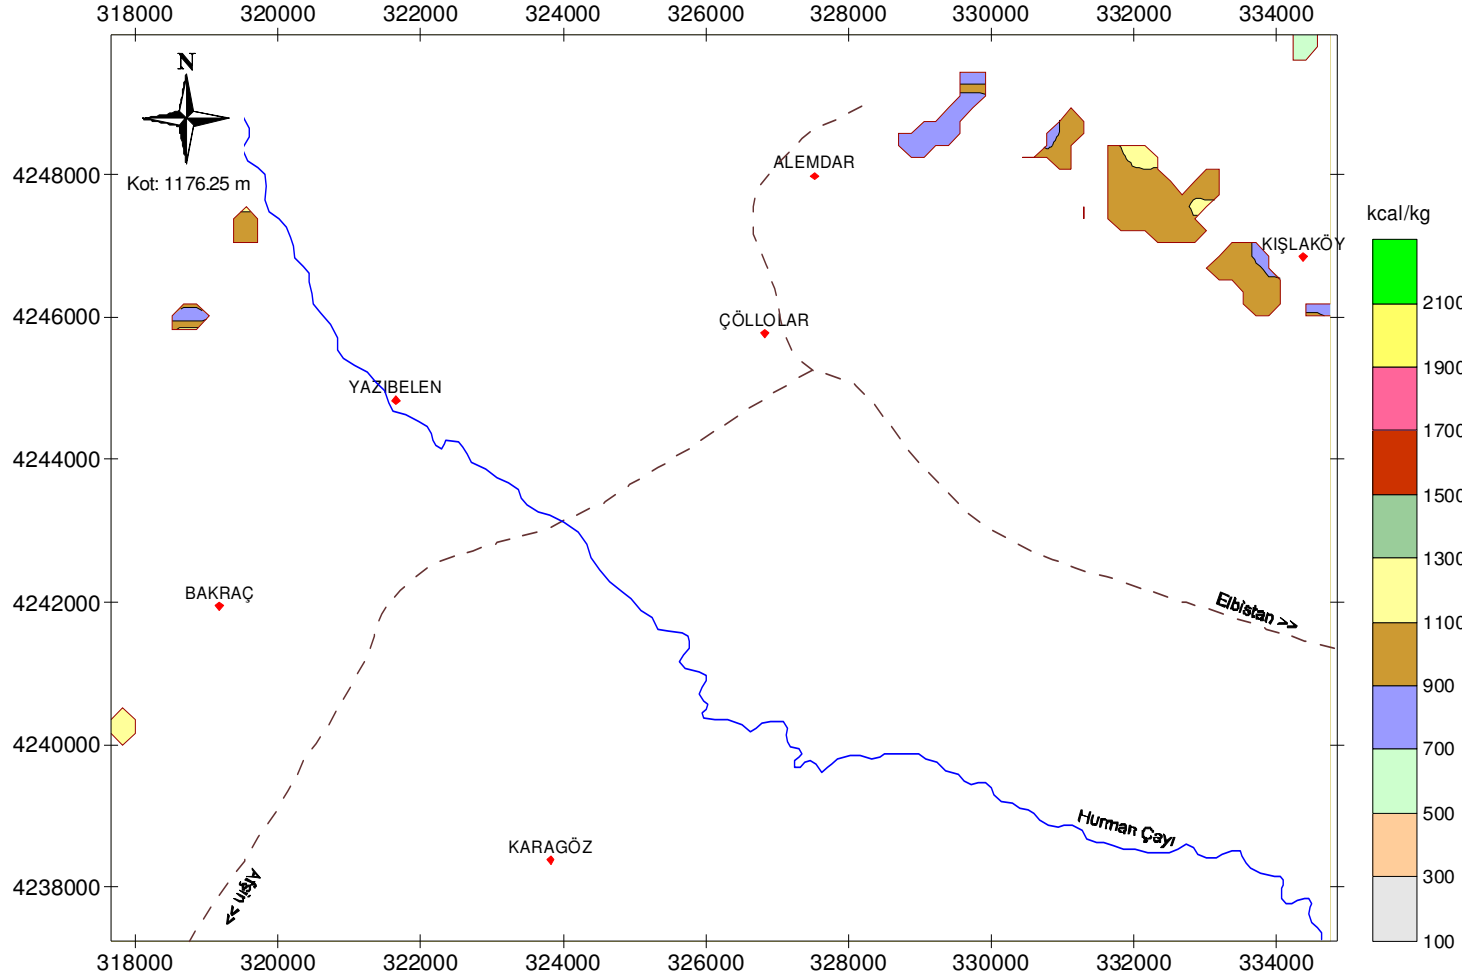 318000 320000 322000 324000 326000 328000 330000 332000 334000
N
Kot: 1176.25 m
4248000
4246000
4244000
4242000
4240000
4238000
ALEMDAR
KIŞLAKÖY
ÇÖLLOLAR
YAZIBELEN
BAKRAÇ
Elbistan >>
Hurman Çayı
KARAGÖZ
Afşin >>
kcal/kg
2100
1900
1700
1500
1300
1100
900
700
500
300
100
318000 320000 322000 324000 326000 328000 330000 332000 334000